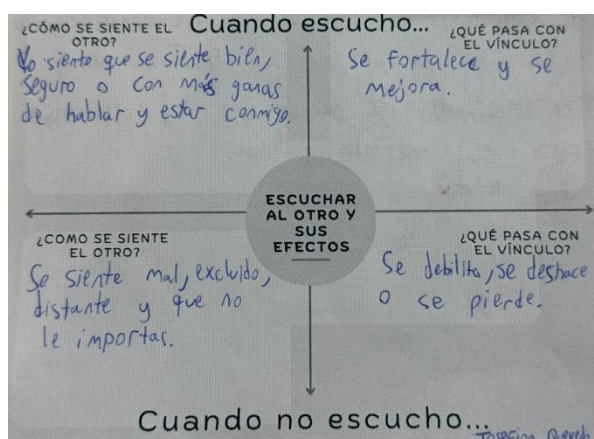 Cuando escucho...
¿CÓMO SE SIENTE EL
OTRO?
Yo siento que se siente bien,
seguro o con más ganas
de hablar y estar conmigo.
¿QUÉ PASA CON
EL VÍNCULO?
Se fortalece y se
mejora.
ESCUCHAR
AL OTRO Y
SUS
EFECTOS
¿COMO SE SIENTE
EL OTRO?
Se siente mal, excluido,
distante y que no
le importas.
¿QUÉ PASA CON
EL VÍNCULO?
Se debilita, se deshace
o se pierde.
Cuando no escucho...
Josefina Quevedo